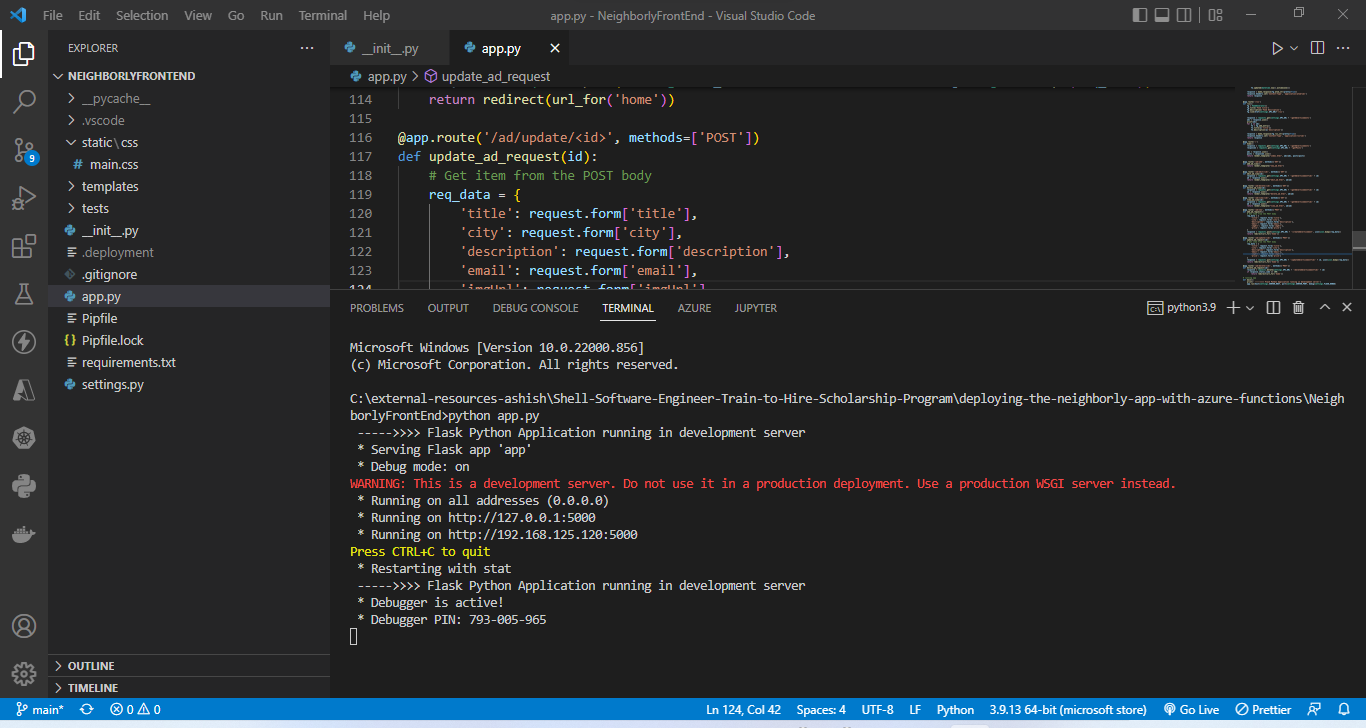 File Edit Selection View Go Run Terminal Help
app.py - NeighborlyFrontEnd - Visual Studio Code
EXPLORER
NEIGHBORLYFRONTEND
__pycache__
.vscode
static\css
# main.css
templates
tests
__init__.py
.deployment
.gitignore
app.py
Pipfile
{} Pipfile.lock
requirements.txt
settings.py
OUTLINE
TIMELINE
9
__init__.py
app.py
app.py > update_ad_request
114 return redirect(url_for('home'))
115
116 @app.route('/ad/update/<id>', methods=['POST'])
117 def update_ad_request(id):
118 # Get item from the POST body
119 req_data = {
120 'title': request.form['title'],
121 'city': request.form['city'],
122 'description': request.form['description'],
123 'email': request.form['email'],
124 'imgUrl': request.form['imgUrl'],
PROBLEMS OUTPUT DEBUG CONSOLE TERMINAL AZURE JUPYTER
python3.9
Microsoft Windows [Version 10.0.22000.856]
(c) Microsoft Corporation. All rights reserved.
C:\external-resources-ashish\Shell-Software-Engineer-Train-to-Hire-Scholarship-Program\deploying-the-neighborly-app-with-azure-functions\Neigh
borlyFrontEnd>python app.py
----->>>> Flask Python Application running in development server
* Serving Flask app 'app'
* Debug mode: on
WARNING: This is a development server. Do not use it in a production deployment. Use a production WSGI server instead.
* Running on all addresses (0.0.0.0)
* Running on http://127.0.0.1:5000
* Running on http://192.168.125.120:5000
Press CTRL+C to quit
* Restarting with stat
----->>>> Flask Python Application running in development server
* Debugger is active!
* Debugger PIN: 793-005-965
main* 0 0 Ln 124, Col 42 Spaces: 4 UTF-8 LF Python 3.9.13 64-bit (microsoft store) Go Live Prettier